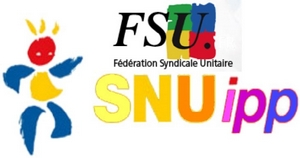 FSU.
Fédération Syndicale Unitaire
SNUipp